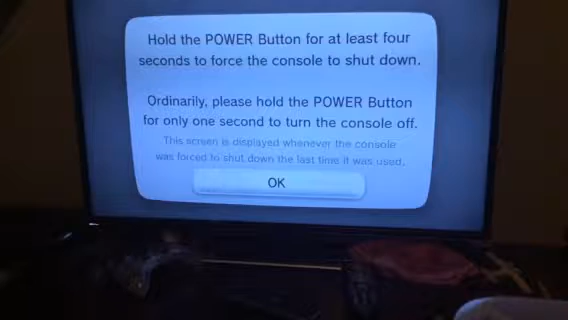 Hold the POWER Button for at least four
seconds to force the console to shut down.
Ordinarily, please hold the POWER Button
for only one second to turn the console off.
This screen is displayed whenever the console
was forced to shut down the last time it was used.
OK